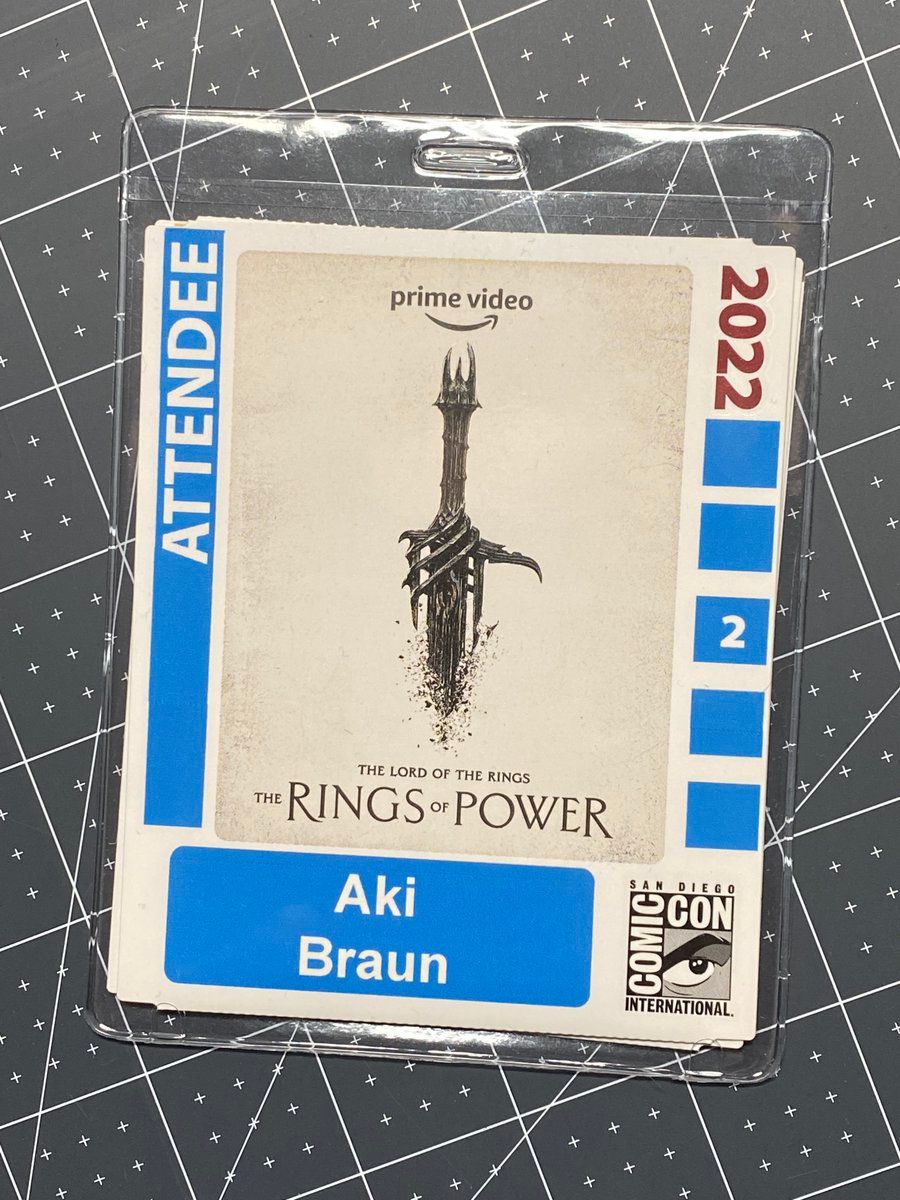 ATTENDEE
prime video
2022
2
THE LORD OF THE RINGS
THE RINGS OF POWER
Aki
Braun
SAN DIEGO
COMIC
CON
INTERNATIONAL.